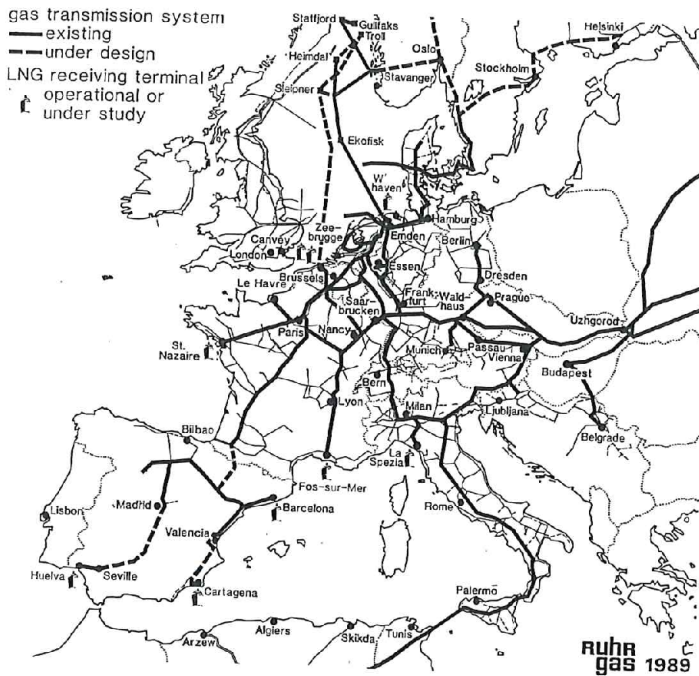 gas transmission system
existing
under design
LNG receiving terminal
operational or
under study
Statfjord
Gullfaks
Troll
Heimdal
Oslo
Helsinki
Stockholm
Stavanger
Sleipner
Ekofisk
W'
haven
Hamburg
Emden
Berlin
Zee-
brugge
Canvey
London
Essen
Brussels
Dresden
Le Havre
Frank-
furt
Wald-
haus
Prague
Saar-
brucken
Uzhgorod
Paris
Nancy
St.
Nazaire
Munich
Passau
Vienna
Budapest
Bern
Lyon
Milan
Ljubljana
Belgrade
Bilbao
La
Spezia
Fos-sur-Mer
Madrid
Barcelona
Rome
Lisbon
Valencia
Huelva
Seville
Cartagena
Palermo
Algiers
Skikda
Tunis
Arzew
ruhr
gas 1989